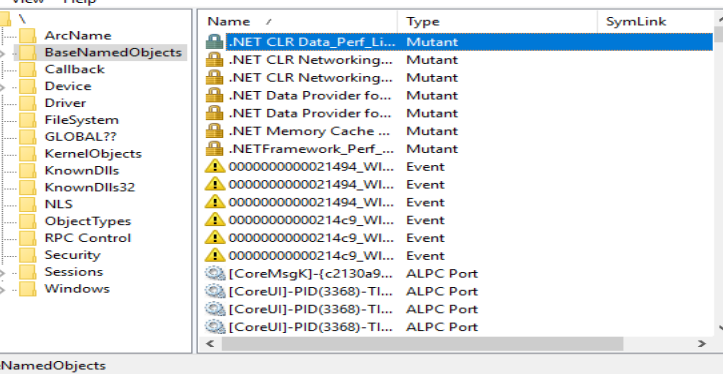 View Help
\
ArcName
BaseNamedObjects
Callback
Device
Driver
FileSystem
GLOBAL??
KernelObjects
KnownDlls
KnownDlls32
NLS
ObjectTypes
RPC Control
Security
Sessions
Windows
Name Type SymLink
.NET CLR Data_Perf_Li... Mutant
.NET CLR Networking... Mutant
.NET CLR Networking... Mutant
.NET Data Provider fo... Mutant
.NET Data Provider fo... Mutant
.NET Memory Cache ... Mutant
.NETFramework_Perf_... Mutant
0000000000021494_WI... Event
0000000000021494_WI... Event
0000000000021494_WI... Event
00000000000214c9_WI... Event
00000000000214c9_WI... Event
00000000000214c9_WI... Event
[CoreMsgK]-{c2130a9... ALPC Port
[CoreUI]-PID(3368)-TI... ALPC Port
[CoreUI]-PID(3368)-TI... ALPC Port
[CoreUI]-PID(3368)-TI... ALPC Port
eNamedObjects